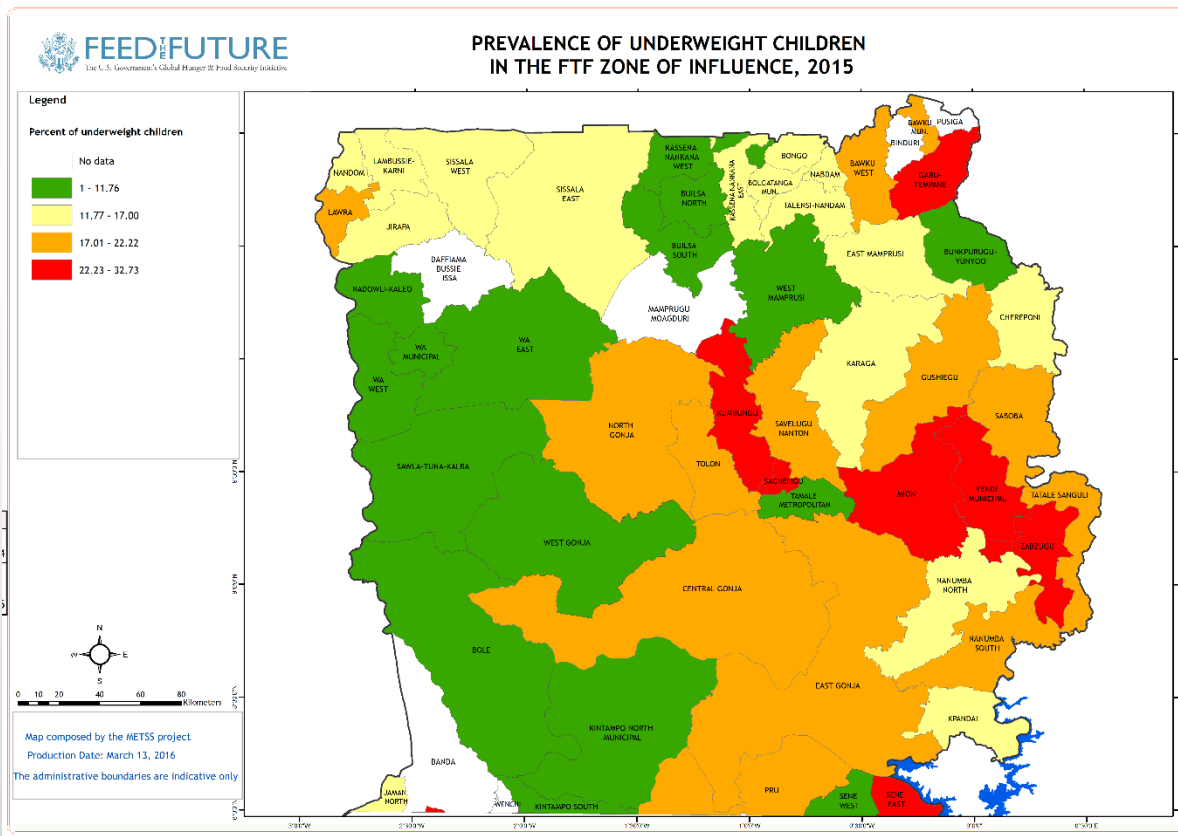 FEED THE FUTURE
The U.S. Government's Global Hunger & Food Security Initiative
PREVALENCE OF UNDERWEIGHT CHILDREN
IN THE FTF ZONE OF INFLUENCE, 2015
Legend
Percent of underweight children
No data
1 - 11.76
11.77 - 17.00
17.01 - 22.22
22.23 - 32.73
NANDOM
LAMBUSSIE-
KARNI
SISSALA
WEST
SISSALA
EAST
LAWRA
JIRAPA
KASSENA
NANKANA
WEST
KASSENA NANKANA
EAST
BUILSA
NORTH
BUILSA
SOUTH
BONGO
BOLGATANGA
MUN.
NABDAM
TALENSI-NANDAM
BAWKU
WEST
BAWKU
MUN.
PUSIGA
BINDURI
GARU-
TEMPANE
DAFFIAMA
BUSSIE
ISSA
NADOWLI-KALEO
MAMPRUGU
MOAGDURI
WEST
MAMPRUSI
EAST MAMPRUSI
BUNKPURUGU-
YUNYOO
CHEREPONI
WA
MUNICIPAL
WA
EAST
WA
WEST
KARAGA
GUSHIEGU
SABOBA
KUMBUNGU
SAVELUGU
NANTON
NORTH
GONJA
TOLON
SAGNERIGU
TAMALE
METROPOLITAN
SAWLA-TUNA-KALBA
MION
YENDI
MUNICIPAL
TATALE SANGULI
ZABZUGU
WEST GONJA
CENTRAL GONJA
NANUMBA
NORTH
NANUMBA
SOUTH
BOLE
EAST GONJA
KPANDAI
KINTAMPO NORTH
MUNICIPAL
BANDA
JAMAN
NORTH
WENCHI
KINTAMPO SOUTH
PRU
SENE
WEST
SENE
EAST
N
W E
S
0 10 20 40 60 80
Kilometers
Map composed by the METSS project
Production Date: March 13, 2016
The administrative boundaries are indicative only